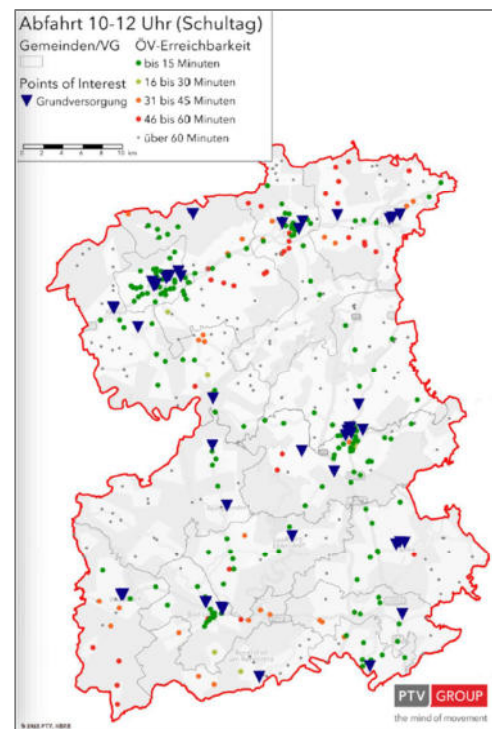 Abfahrt 10-12 Uhr (Schultag)
Gemeinden/VG
ÖV-Erreichbarkeit
bis 15 Minuten
16 bis 30 Minuten
Points of Interest
31 bis 45 Minuten
Grundversorgung
46 bis 60 Minuten
über 60 Minuten
0 2 4 6 8 10 km
PTV GROUP
the mind of movement